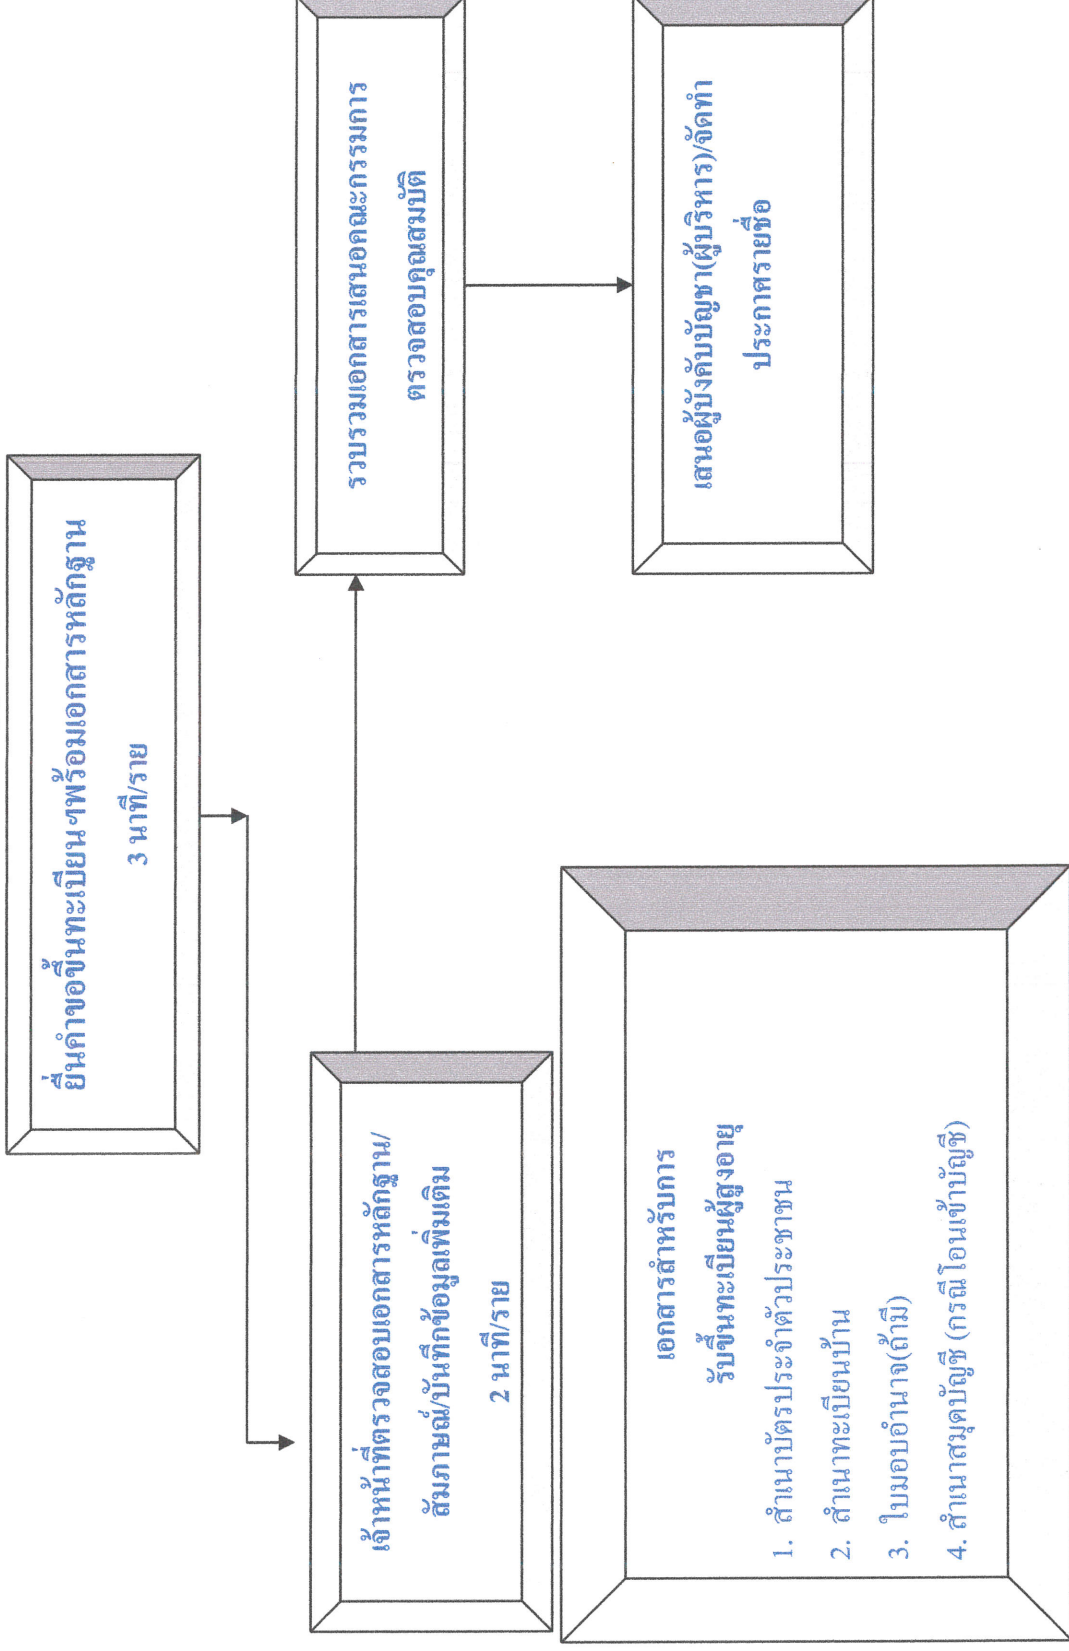 ยื่นคำขอขึ้นทะเบียนฯพร้อมเอกสารหลักฐาน
3 นาที/ราย
เจ้าหน้าที่ตรวจสอบเอกสารหลักฐาน/
สัมภาษณ์/บันทึกข้อมูลเพิ่มเติม
2 นาที/ราย
รวบรวมเอกสารเสนอคณะกรรมการ
ตรวจสอบคุณสมบัติ
เสนอผู้บังคับบัญชา(ผู้บริหาร)/จัดทำ
ประกาศรายชื่อ
เอกสารสำหรับการ
รับขึ้นทะเบียนผู้สูงอายุ
1. สำเนาบัตรประจำตัวประชาชน
2. สำเนาทะเบียนบ้าน
3. ใบมอบอำนาจ(ถ้ามี)
4. สำเนาสมุดบัญชี (กรณีโอนเข้าบัญชี)